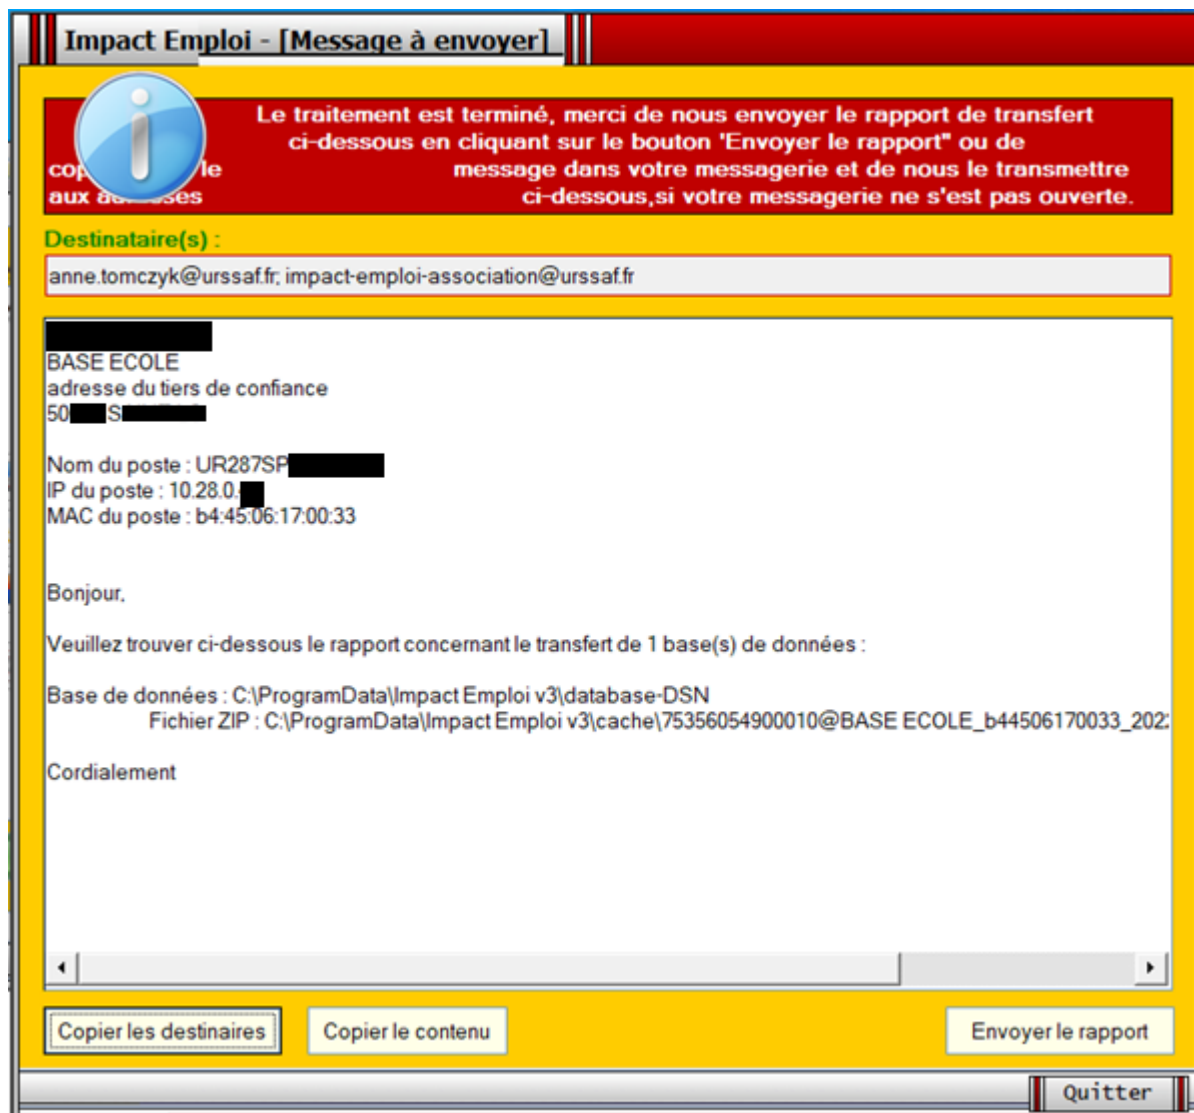 Impact Emploi - [Message à envoyer]
Le traitement est terminé, merci de nous envoyer le rapport de transfert
ci-dessous en cliquant sur le bouton 'Envoyer le rapport" ou de
le message dans votre messagerie et de nous le transmettre
aux ci-dessous,si votre messagerie ne s'est pas ouverte.
Destinataire(s) :
anne.tomczyk@urssaf.fr; impact-emploi-association@urssaf.fr
BASE ECOLE
adresse du tiers de confiance
50 S
Nom du poste : UR287SP
IP du poste : 10.28.0.
MAC du poste : b4:45:06:17:00:33
Bonjour,
Veuillez trouver ci-dessous le rapport concernant le transfert de 1 base(s) de données :
Base de données : C:\ProgramData\Impact Emploi v3\database-DSN
Fichier ZIP : C:\ProgramData\Impact Emploi v3\cache\75356054900010@BASE ECOLE_b44506170033_202
Cordialement
Copier les destinaires
Copier le contenu
Envoyer le rapport
Quitter